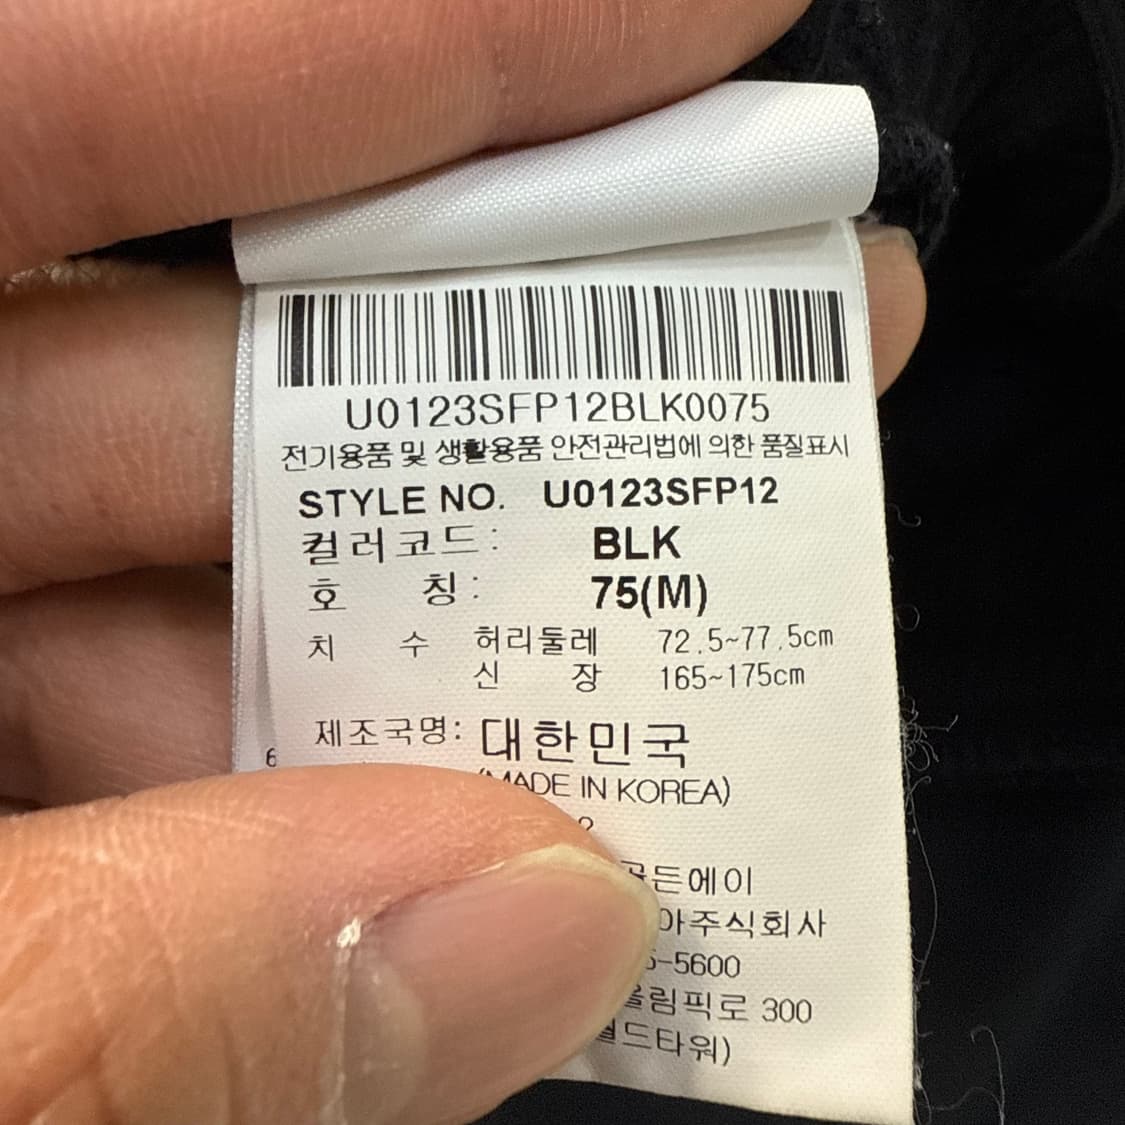 U0123SFP12BLK0075
전기용품 및 생활용품 안전관리법에 의한 품질표시
STYLE NO. U0123SFP12
컬러코드: BLK
호 칭: 75(M)
치 수 허리둘레 72.5~77.5cm
신 장 165~175cm
제조국명: 대한민국
(MADE IN KOREA)
골든에이
아주식회사
-5600
올림픽로 300
월드타워)